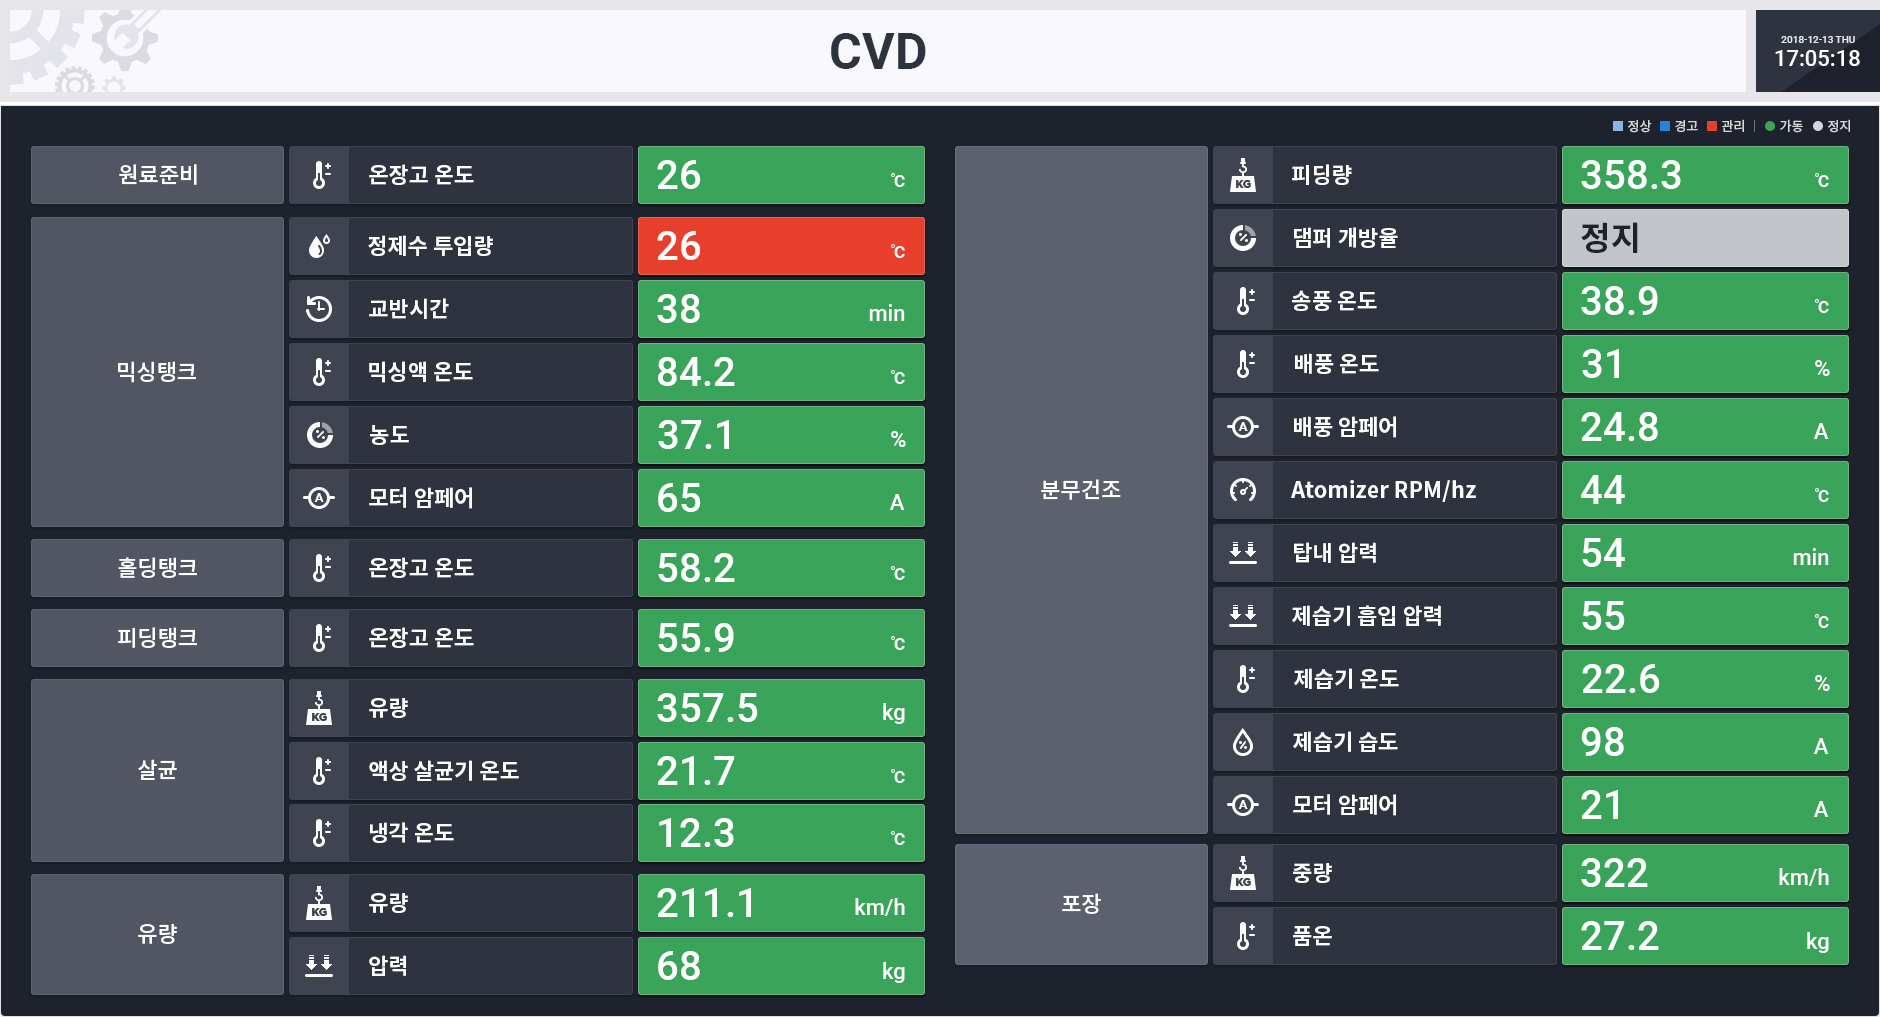 CVD
2018-12-13 THU
17:05:18
정상 경고 관리 | 가동 정지
원료준비
온장고 온도 26 ℃
믹싱탱크
정제수 투입량 26 ℃
교반시간 38 min
믹싱액 온도 84.2 ℃
농도 37.1 %
모터 암페어 65 A
홀딩탱크
온장고 온도 58.2 ℃
피딩탱크
온장고 온도 55.9 ℃
살균
KG 유량 357.5 kg
액상 살균기 온도 21.7 ℃
냉각 온도 12.3 ℃
유량
KG 유량 211.1 km/h
압력 68 kg
분무건조
KG 피딩량 358.3 ℃
% 댐퍼 개방율 정지
송풍 온도 38.9 ℃
배풍 온도 31 %
A 배풍 암페어 24.8 A
Atomizer RPM/hz 44 ℃
탑내 압력 54 min
제습기 흡입 압력 55 ℃
제습기 온도 22.6 %
% 제습기 습도 98 A
A 모터 암페어 21 A
포장
KG 중량 322 km/h
품온 27.2 kg